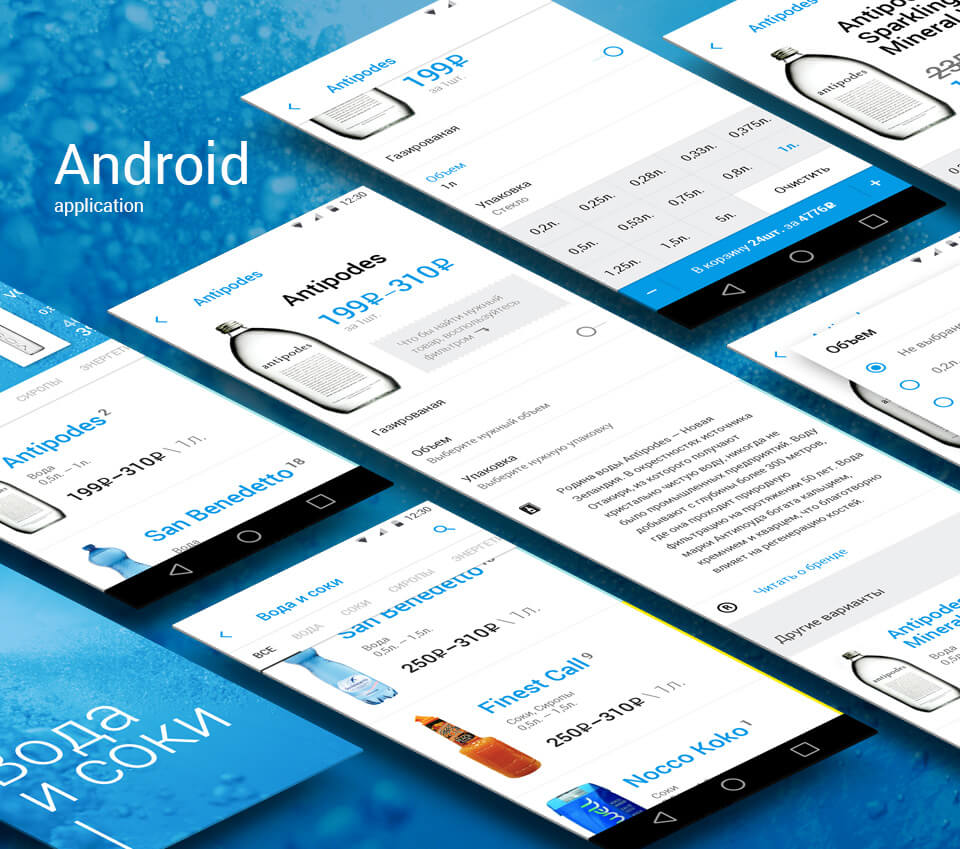 Android
application
Antipodes
199₽
за 1шт.
Газированая
Объем
1л
Упаковка
Стекло
0,2л.
0,25л.
0,28л.
0,33л.
0,375л.
0,5л.
0,53л.
0,75л.
0,8л.
1л.
1,25л.
1,5л.
5л.
Очистить
−
В корзину 24шт. за 4776₽
+
Antipodes
Sparkling
Mineral
antipodes
12:30
Antipodes
Antipodes
199₽–310₽
за 1шт.
Что бы найти нужный
товар, воспользуйтесь
фильтром
antipodes
Газированая
Объем
Выберите нужный объем
Упаковка
Выберите нужную упаковку
Родина воды Antipodes – Новая
Зеландия. В окрестностях источника
Отакири, из которого получают
кристально чистую воду, никогда не
было промышленных предприятий. Воду
добывают с глубины более 300 метров,
где она проходит природную
фильтрацию на протяжении 50 лет. Вода
марки Антипоудз богата кальцием,
кремнием и кварцем, что благотворно
влияет на регенерацию костей.
®
Читать о бренде
Другие варианты
Antipodes
Mineral
Вода
antipodes
Объем
Не выбрано
0,2л.
СИРОПЫ
ЭНЕРГЕТ
Antipodes 2
Вода
0,5л. – 1л.
199₽–310₽ \ 1л.
San Benedetto 18
Вода
12:30
Вода и соки
ВСЕ
ВОДА
СОКИ
СИРОПЫ
ЭНЕРГЕТ
San Benedetto
Вода
0,5л. – 1,5л.
250₽–310₽ \ 1л.
Finest Call 9
Соки, Сиропы
0,5л. – 1,5л.
250₽–310₽ \ 1л.
Nocco Koko 1
Соки
Вода
и соки